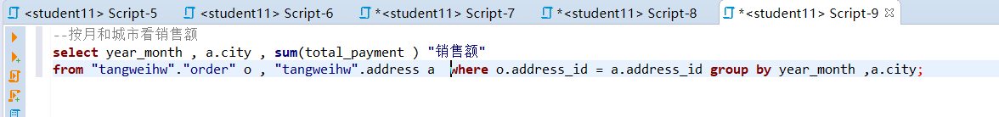 <student11> Script-5 <student11> Script-6 *<student11> Script-7 *<student11> Script-8 *<student11> Script-9
--按月和城市看销售额
select year_month , a.city , sum(total_payment ) "销售额"
from "tangweihw"."order" o , "tangweihw".address a  where o.address_id = a.address_id group by year_month ,a.city;